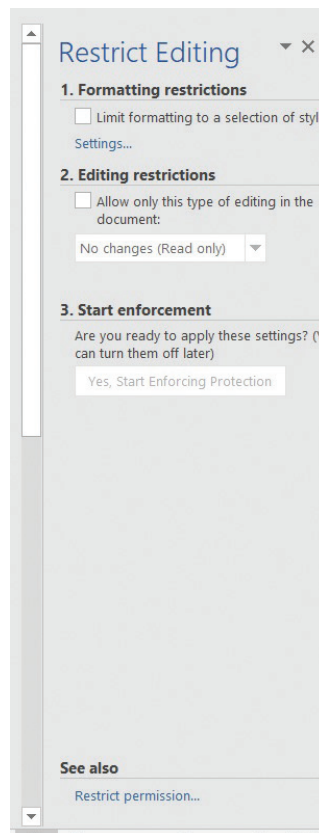 Restrict Editing
1. Formatting restrictions
Limit formatting to a selection of styl
Settings...
2. Editing restrictions
Allow only this type of editing in the
document:
No changes (Read only)
3. Start enforcement
Are you ready to apply these settings? (
can turn them off later)
Yes, Start Enforcing Protection
See also
Restrict permission...